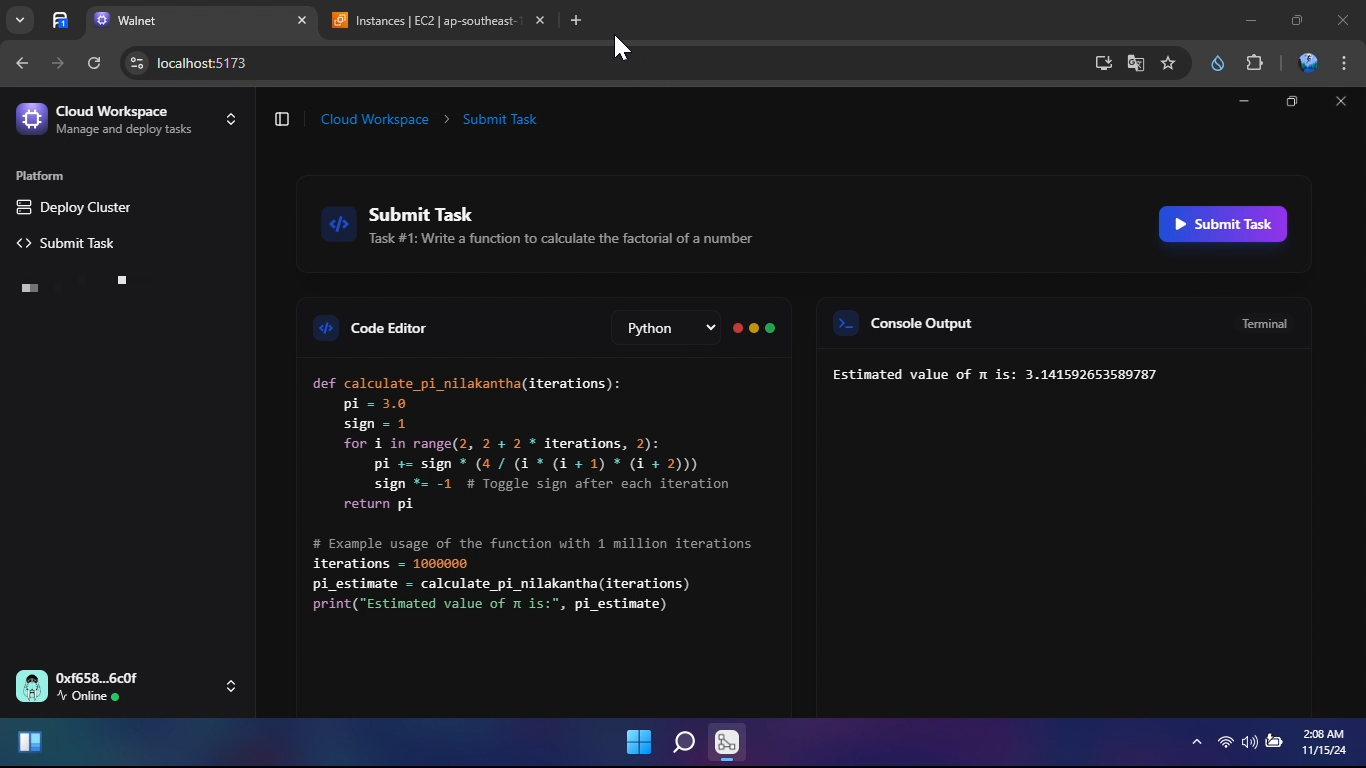 Walnet
Instances | EC2 | ap-southeast-1
localhost:5173
Cloud Workspace
Manage and deploy tasks
Cloud Workspace > Submit Task
Platform
Deploy Cluster
Submit Task
Submit Task
Task #1: Write a function to calculate the factorial of a number
Submit Task
Code Editor
Python
def calculate_pi_nilakantha(iterations):
    pi = 3.0
    sign = 1
    for i in range(2, 2 + 2 * iterations, 2):
        pi += sign * (4 / (i * (i + 1) * (i + 2)))
        sign *= -1  # Toggle sign after each iteration
    return pi
# Example usage of the function with 1 million iterations
iterations = 1000000
pi_estimate = calculate_pi_nilakantha(iterations)
print("Estimated value of π is:", pi_estimate)
Console Output
Terminal
Estimated value of π is: 3.141592653589787
0xf658...6c0f
Online
2:08 AM
11/15/24